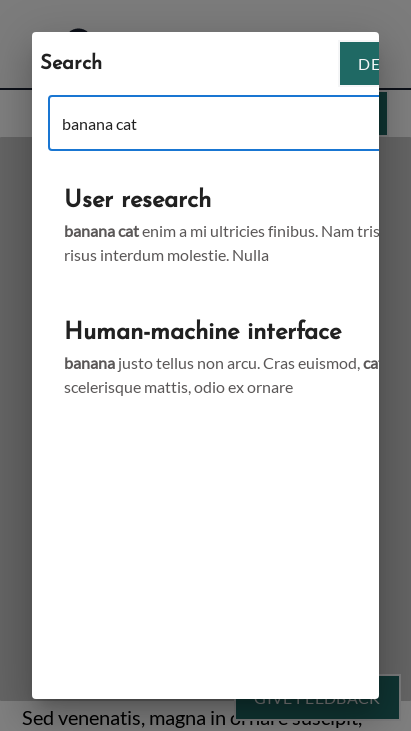 Search
DE
banana cat
User research
banana cat enim a mi ultricies finibus. Nam tris
risus interdum molestie. Nulla
Human-machine interface
banana justo tellus non arcu. Cras euismod, cat
scelerisque mattis, odio ex ornare
GIVE FEEDBACK
Sed venenatis, magna in ornare suscipit,